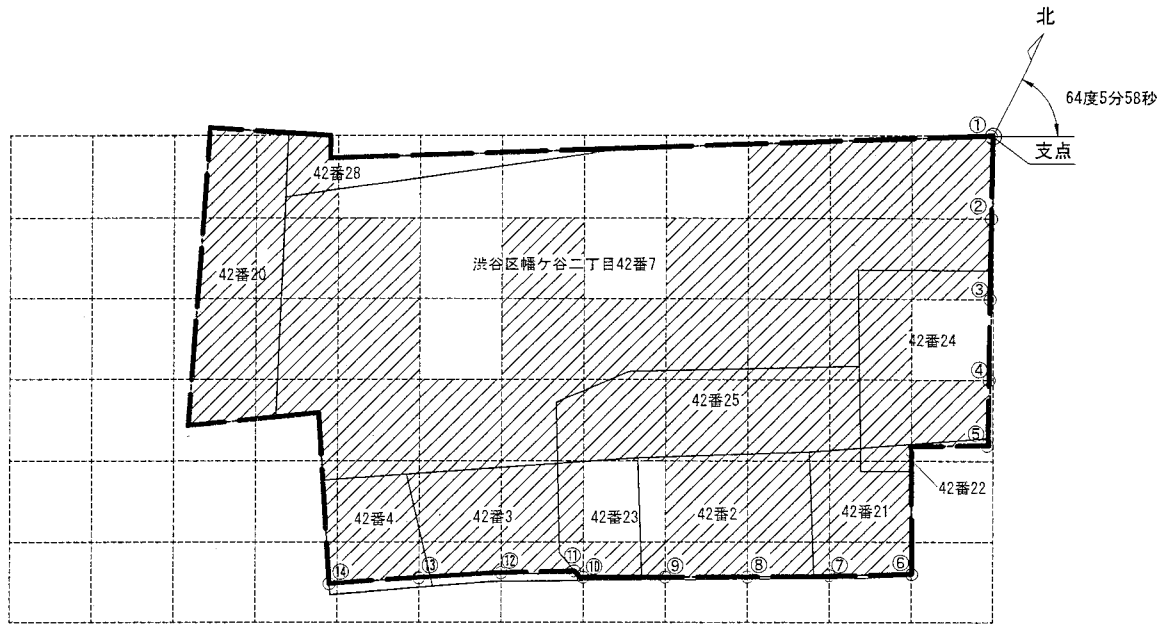 北
64度5分58秒
①
支点
42番28
②
渋谷区幡ケ谷二丁目42番7
42番20
③
42番24
④
42番25
⑤
42番22
42番4
42番3
42番23
42番2
42番21
⑭
⑬
⑫
⑪
⑩
⑨
⑧
⑦
⑥